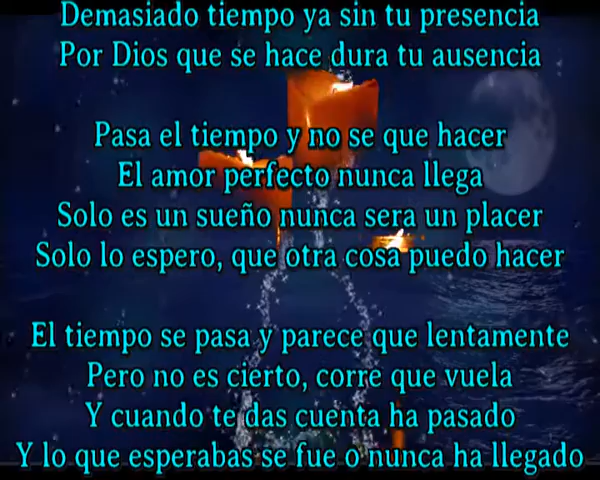 Demasiado tiempo ya sin tu presencia
Por Dios que se hace dura tu ausencia
Pasa el tiempo y no se que hacer
El amor perfecto nunca llega
Solo es un sueño nunca sera un placer
Solo lo espero, que otra cosa puedo hacer
El tiempo se pasa y parece que lentamente
Pero no es cierto, corre que vuela
Y cuando te das cuenta ha pasado
Y lo que esperabas se fue o nunca ha llegado